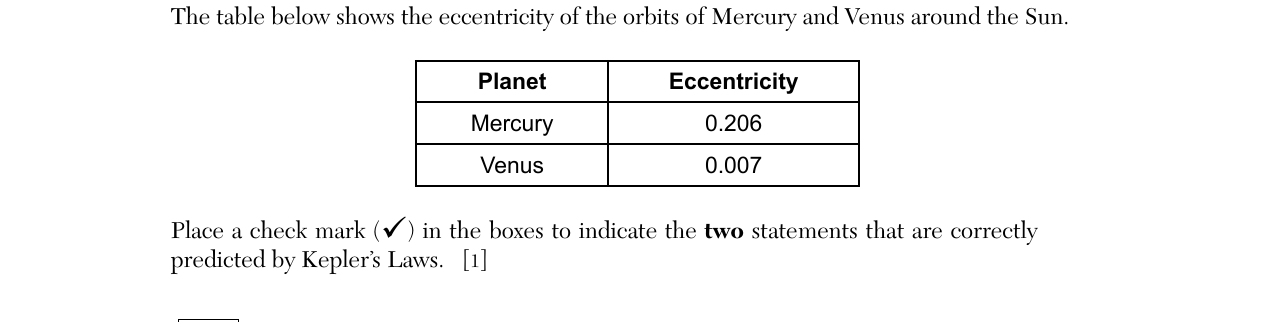 The table below shows the eccentricity of the orbits of Mercury and Venus around the Sun.
Planet Eccentricity
Mercury 0.206
Venus 0.007
Place a check mark (✓) in the boxes to indicate the two statements that are correctly
predicted by Kepler’s Laws. [1]